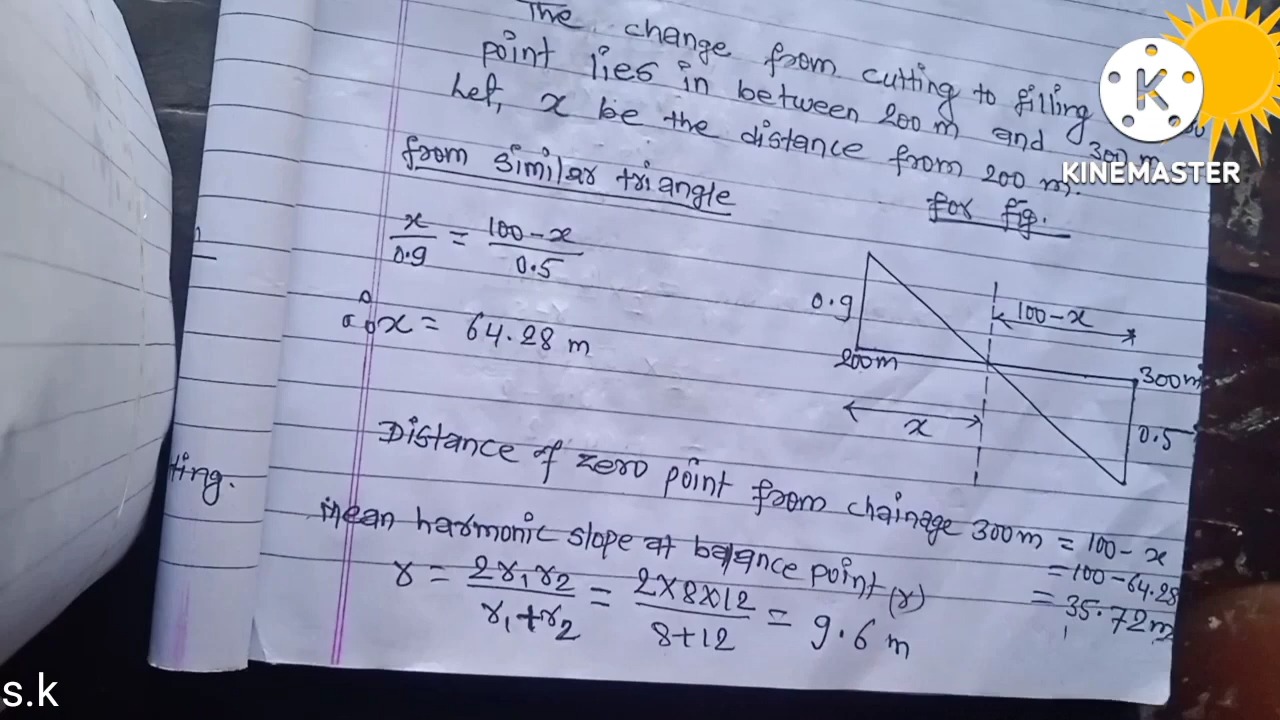 The change from cutting to filling
point lies in between 200 m and 300 m.
Let, x be the distance from 200 m.
from similar triangle
for fig.
x/0.9 = 100-x/0.5
∴ x = 64.28 m
0.9
100-x
200m
300m
x
0.5
Distance of zero point from chainage 300m = 100-x
= 100-64.28
= 35.72m
ting.
Mean harmonic slope at balance point (r)
r = 2r₁r₂/r₁+r₂ = 2×8×12/8+12 = 9.6 m
K
KINEMASTER
s.k